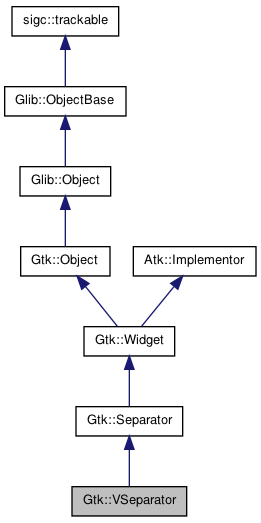 sigc::trackable
Glib::ObjectBase
Glib::Object
Gtk::Object
Atk::Implementor
Gtk::Widget
Gtk::Separator
Gtk::VSeparator